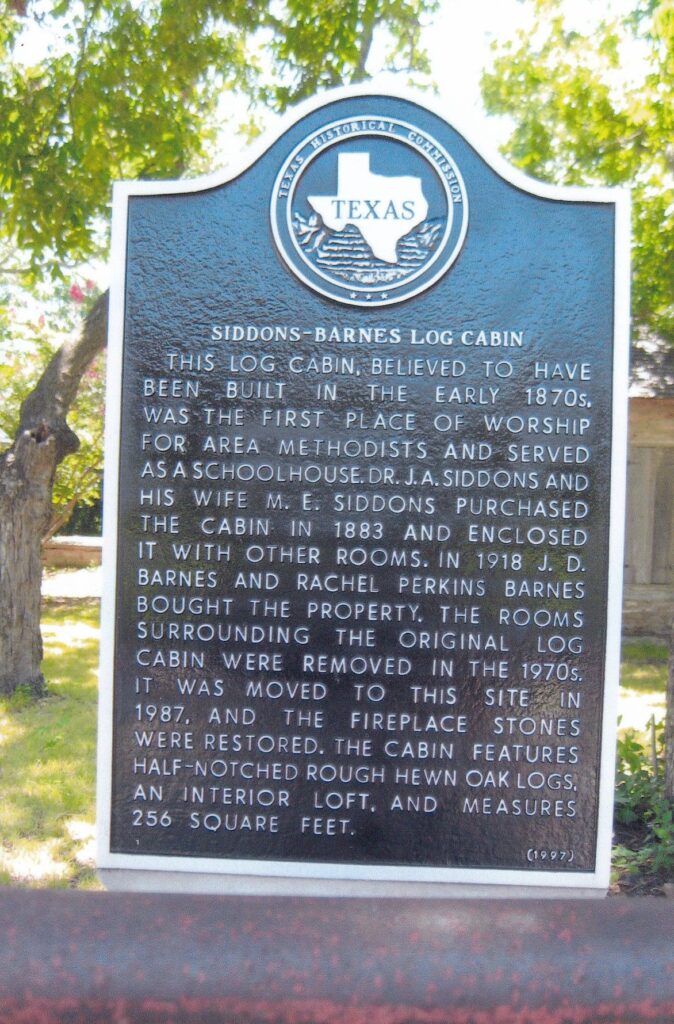 TEXAS HISTORICAL COMMISSION
TEXAS
SIDDONS-BARNES LOG CABIN
THIS LOG CABIN, BELIEVED TO HAVE
BEEN BUILT IN THE EARLY 1870s,
WAS THE FIRST PLACE OF WORSHIP
FOR AREA METHODISTS AND SERVED
AS A SCHOOLHOUSE. DR. J. A. SIDDONS AND
HIS WIFE M. E. SIDDONS PURCHASED
THE CABIN IN 1883 AND ENCLOSED
IT WITH OTHER ROOMS. IN 1918 J. D.
BARNES AND RACHEL PERKINS BARNES
BOUGHT THE PROPERTY. THE ROOMS
SURROUNDING THE ORIGINAL LOG
CABIN WERE REMOVED IN THE 1970s.
IT WAS MOVED TO THIS SITE IN
1987, AND THE FIREPLACE STONES
WERE RESTORED. THE CABIN FEATURES
HALF-NOTCHED ROUGH HEWN OAK LOGS,
AN INTERIOR LOFT, AND MEASURES
256 SQUARE FEET.
(1997)